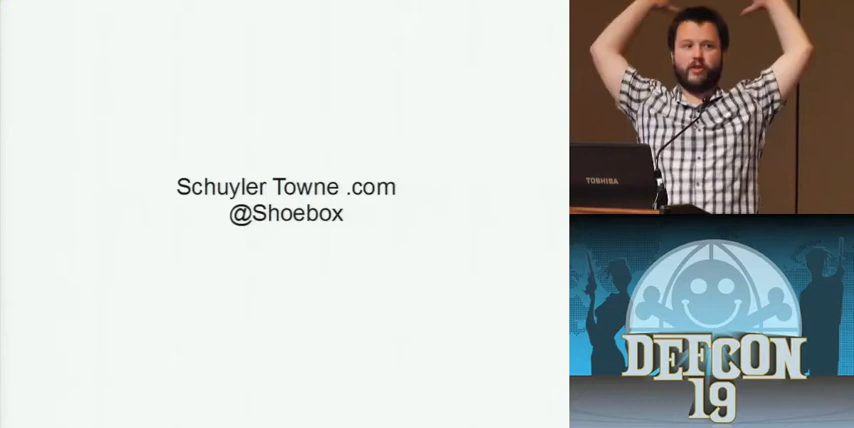 Schuyler Towne .com
@Shoebox
TOSHIBA
DEFCON
19